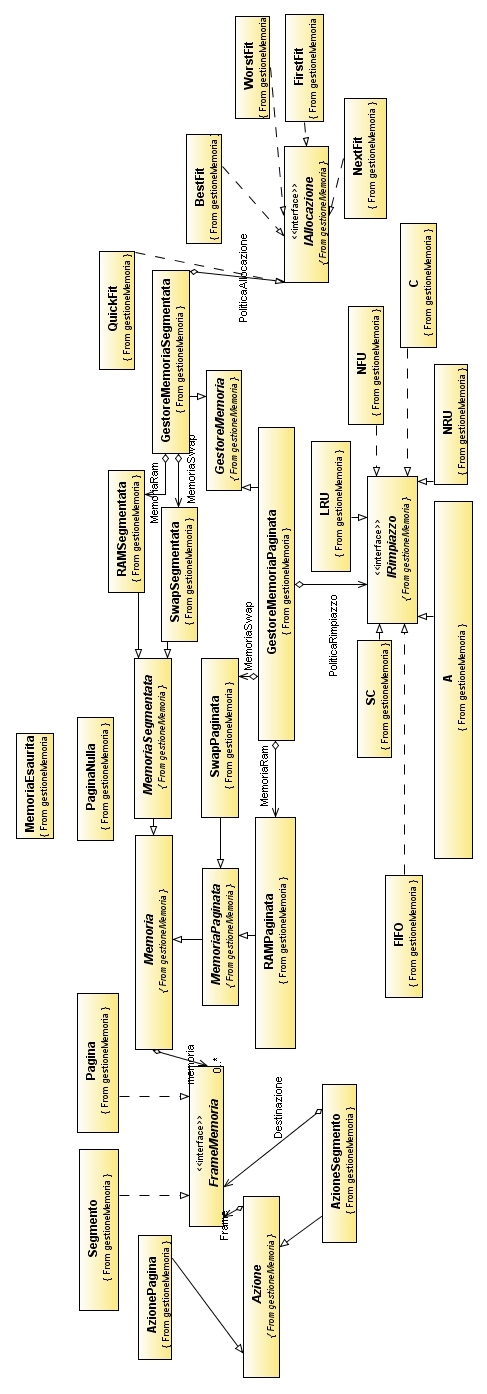 MemoriaEsaurita
{ From gestioneMemoria
Segmento
{ From gestioneMemoria }
Pagina
{ From gestioneMemoria }
PaginaNulla
{ From gestioneMemoria }
QuickFit
{ From gestioneMemoria }
AzionePagina
{ From gestioneMemoria }
Memoria
{ From gestioneMemoria }
MemoriaSegmentata
{ From gestioneMemoria }
RAMSegmentata
{ From gestioneMemoria }
MemoriaRam
GestoreMemoriaSegmentata
{ From gestioneMemoria }
SwapSegmentata
{ From gestioneMemoria }
MemoriaSwap
BestFit
{ From gestioneMemoria }
WorstFit
{ From gestioneMemoria }
FirstFit
{ From gestioneMemoria }
memoria
0..*
<<interface>>
FrameMemoria
MemoriaPaginata
{ From gestioneMemoria }
SwapPaginata
{ From gestioneMemoria }
GestoreMemoria
{ From gestioneMemoria }
PoliticaAllocazione
<<interface>>
IAllocazione
{ From gestioneMemoria }
NextFit
{ From gestioneMemoria }
Frame
Azione
{ From gestioneMemoria }
Destinazione
RAMPaginata
{ From gestioneMemoria }
MemoriaRam
MemoriaSwap
GestoreMemoriaPaginata
{ From gestioneMemoria }
AzioneSegmento
{ From gestioneMemoria }
PoliticaRimpiazzo
LRU
{ From gestioneMemoria }
NFU
{ From gestioneMemoria }
SC
{ From gestioneMemoria }
<<interface>>
IRimpiazzo
{ From gestioneMemoria }
C
{ From gestioneMemoria }
FIFO
{ From gestioneMemoria }
A
{ From gestioneMemoria }
NRU
{ From gestioneMemoria }